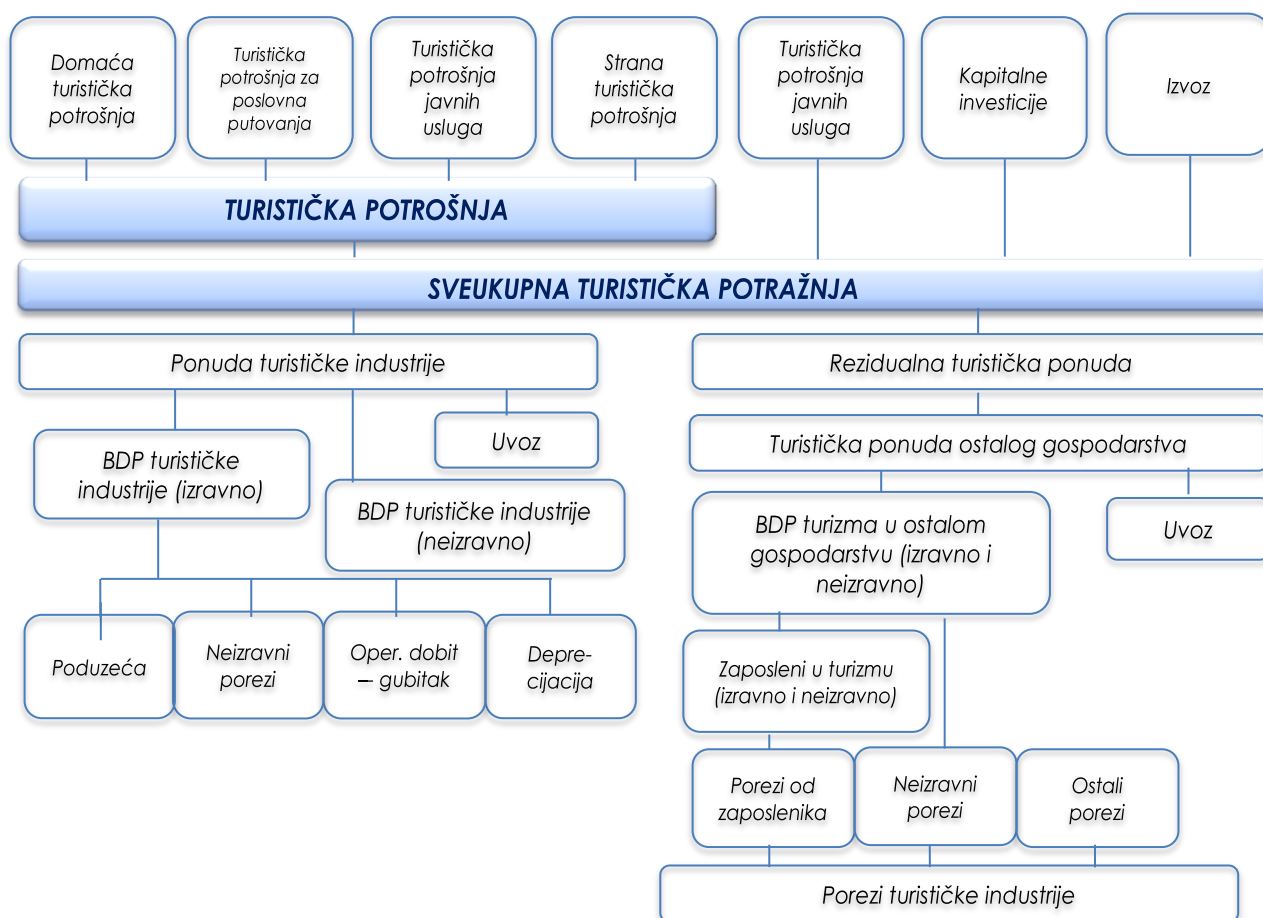 Domaća
turistička
potrošnja
Turistička
potrošnja za
poslovna
putovanja
Turistička
potrošnja
javnih
usluga
Strana
turistička
potrošnja
Turistička
potrošnja
javnih
usluga
Kapitalne
investicije
Izvoz
TURISTIČKA POTROŠNJA
SVEUKUPNA TURISTIČKA POTRAŽNJA
Ponuda turističke industrije
Rezidualna turistička ponuda
Uvoz
Turistička ponuda ostalog gospodarstva
BDP turističke
industrije (izravno)
BDP turističke industrije
(neizravno)
BDP turizma u ostalom
gospodarstvu (izravno i
neizravno)
Uvoz
Poduzeća
Neizravni
porezi
Oper. dobit
– gubitak
Depre-
cijacija
Zaposleni u turizmu
(izravno i neizravno)
Porezi od
zaposlenika
Neizravni
porezi
Ostali
porezi
Porezi turističke industrije